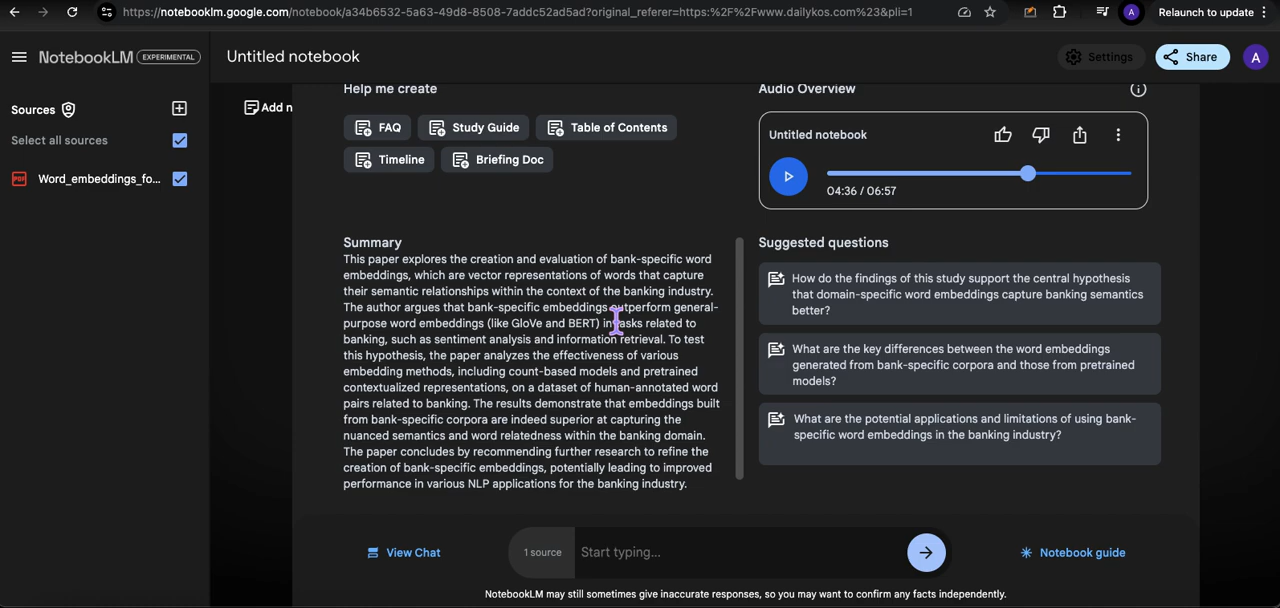 https://notebooklm.google.com/notebook/a34b6532-5a63-49d8-8508-7addc52ad5ad?original_referer=https:%2F%2Fwww.dailykos.com%23&pli=1
A
Relaunch to update
NotebookLM EXPERIMENTAL
Untitled notebook
Settings
Share
A
Sources
Select all sources
PDF Word_embeddings_fo...
Add n
Help me create
FAQ
Study Guide
Table of Contents
Timeline
Briefing Doc
Audio Overview
Untitled notebook
04:36 / 06:57
Summary
This paper explores the creation and evaluation of bank-specific word
embeddings, which are vector representations of words that capture
their semantic relationships within the context of the banking industry.
The author argues that bank-specific embeddings outperform general-
purpose word embeddings (like GloVe and BERT) in tasks related to
banking, such as sentiment analysis and information retrieval. To test
this hypothesis, the paper analyzes the effectiveness of various
embedding methods, including count-based models and pretrained
contextualized representations, on a dataset of human-annotated word
pairs related to banking. The results demonstrate that embeddings built
from bank-specific corpora are indeed superior at capturing the
nuanced semantics and word relatedness within the banking domain.
The paper concludes by recommending further research to refine the
creation of bank-specific embeddings, potentially leading to improved
performance in various NLP applications for the banking industry.
Suggested questions
How do the findings of this study support the central hypothesis
that domain-specific word embeddings capture banking semantics
better?
What are the key differences between the word embeddings
generated from bank-specific corpora and those from pretrained
models?
What are the potential applications and limitations of using bank-
specific word embeddings in the banking industry?
View Chat
1 source
Start typing...
Notebook guide
NotebookLM may still sometimes give inaccurate responses, so you may want to confirm any facts independently.